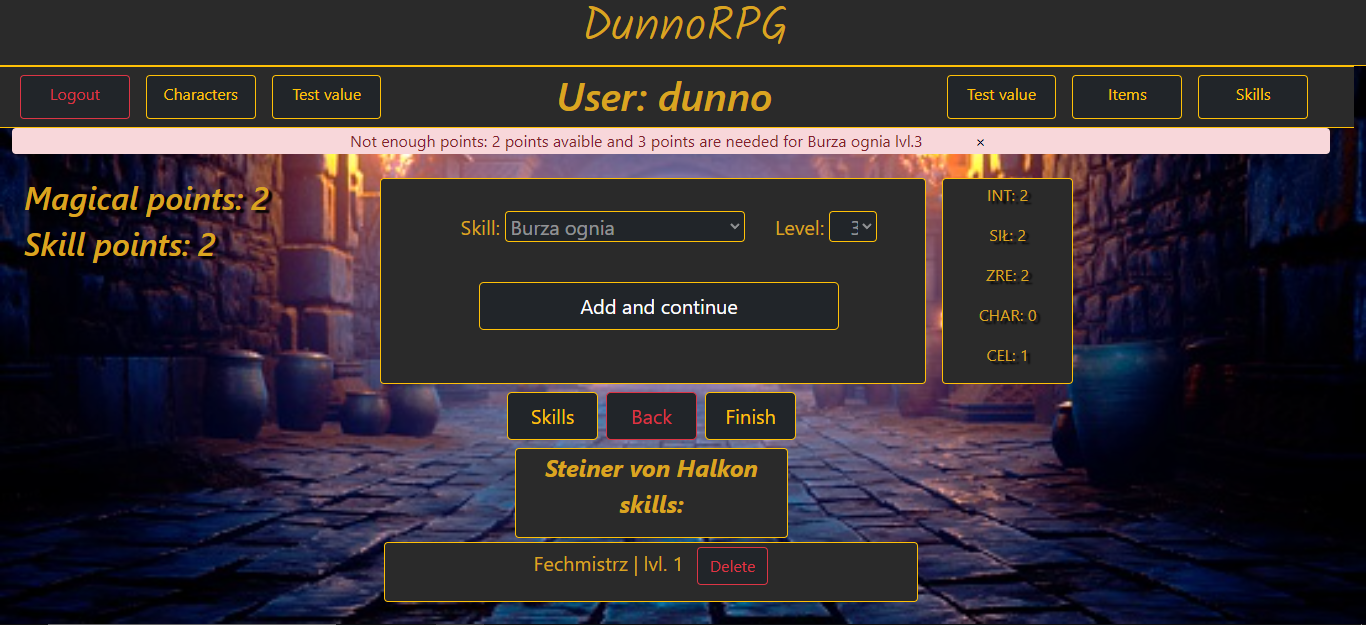 DunnoRPG
Logout Characters Test value User: dunno Test value Items Skills
Not enough points: 2 points avaible and 3 points are needed for Burza ognia lvl.3 ×
Magical points: 2
Skill points: 2
Skill: Burza ognia Level: 3
Add and continue
INT: 2
SIŁ: 2
ZRE: 2
CHAR: 0
CEL: 1
Skills Back Finish
Steiner von Halkon
skills:
Fechmistrz | lvl. 1 Delete